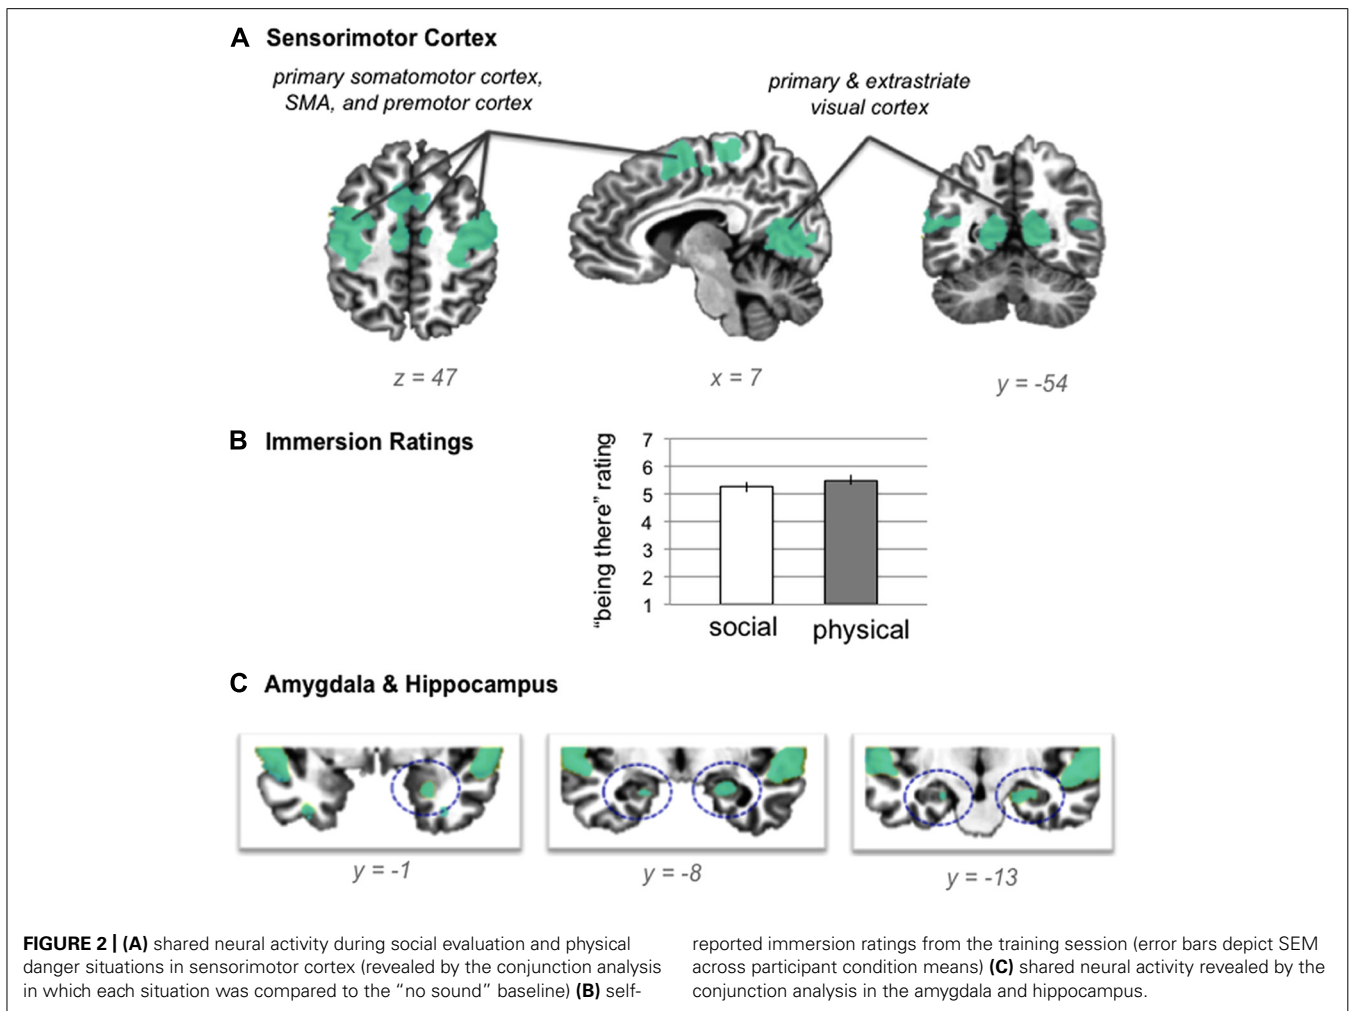 A Sensorimotor Cortex
primary somatomotor cortex,
SMA, and premotor cortex
primary & extrastriate
visual cortex
z = 47
x = 7
y = -54
B Immersion Ratings
"being there" rating
7
6
5
4
3
2
1
social
physical
C Amygdala & Hippocampus
y = -1
y = -8
y = -13
FIGURE 2 | (A) shared neural activity during social evaluation and physical
danger situations in sensorimotor cortex (revealed by the conjunction analysis
in which each situation was compared to the “no sound” baseline) (B) self-
reported immersion ratings from the training session (error bars depict SEM
across participant condition means) (C) shared neural activity revealed by the
conjunction analysis in the amygdala and hippocampus.